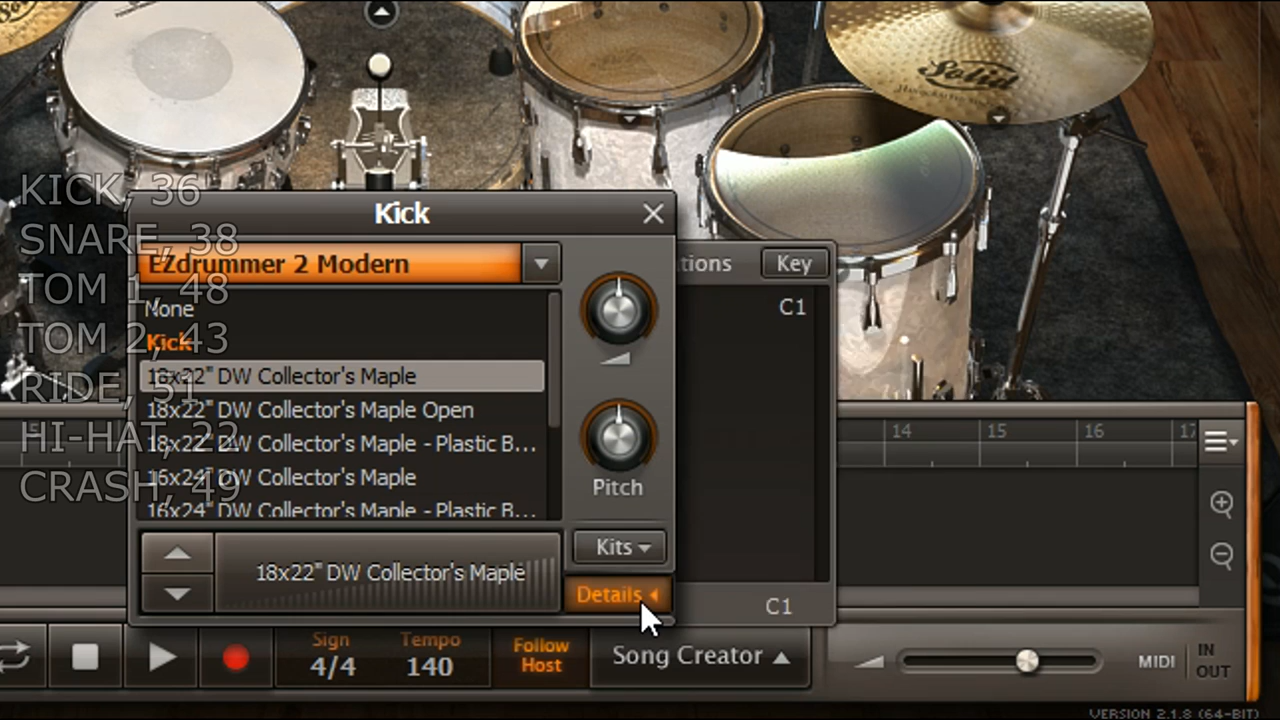 Solid
KICK, 36
SNARE, 38
TOM 1, 48
TOM 2, 43
RIDE, 51
HI-HAT, 22
CRASH, 49
Kick
EZdrummer 2 Modern
None
Kick
18x22" DW Collector's Maple
18x22" DW Collector's Maple Open
18x22" DW Collector's Maple - Plastic B...
16x24" DW Collector's Maple
16x24" DW Collector's Maple - Plastic B...
18x22" DW Collector's Maple
Pitch
Kits
Details
tions
Key
C1
C1
14 15 16 17
Sign
4/4
Tempo
140
Follow
Host
Song Creator
MIDI
IN
OUT
VERSION 2.1.8 (64-BIT)